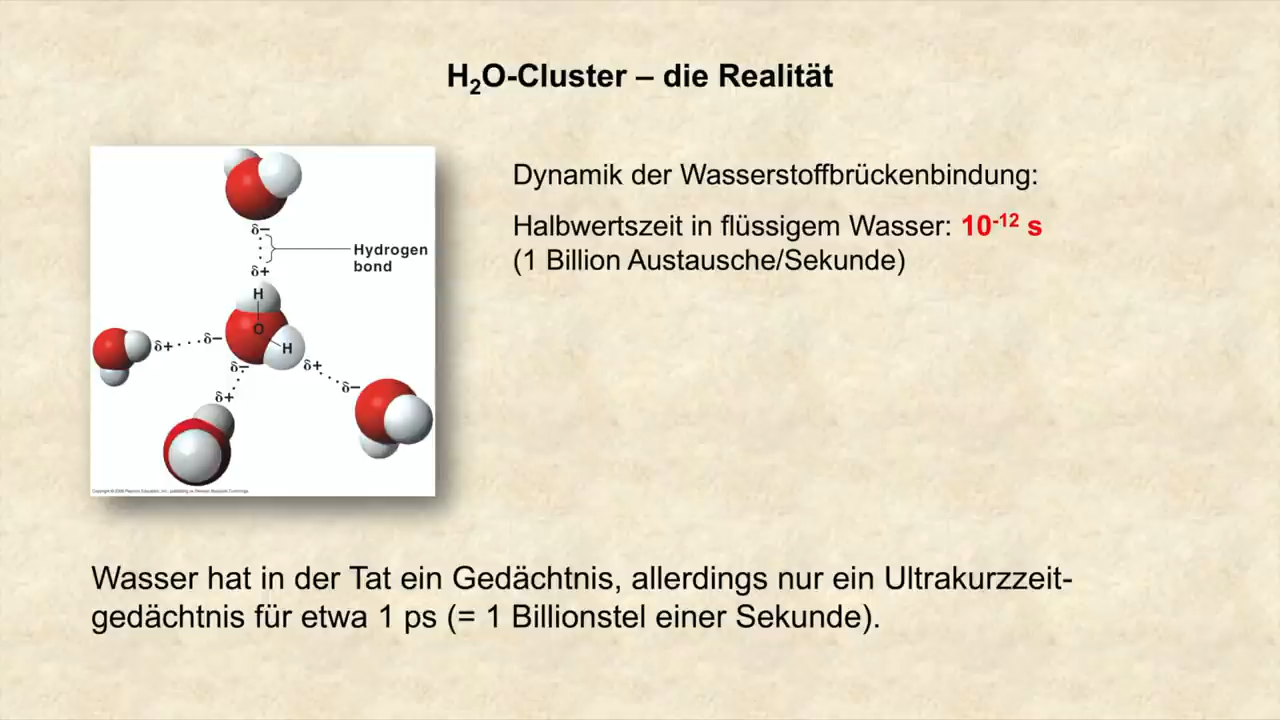 H₂O-Cluster – die Realität
Dynamik der Wasserstoffbrückenbindung:
Halbwertszeit in flüssigem Wasser: 10⁻¹² s
(1 Billion Austausche/Sekunde)
δ–
Hydrogen
bond
δ+
H
O
H
δ+ δ–
δ– δ+
δ–
δ+
Wasser hat in der Tat ein Gedächtnis, allerdings nur ein Ultrakurzzeit-
gedächtnis für etwa 1 ps (= 1 Billionstel einer Sekunde).